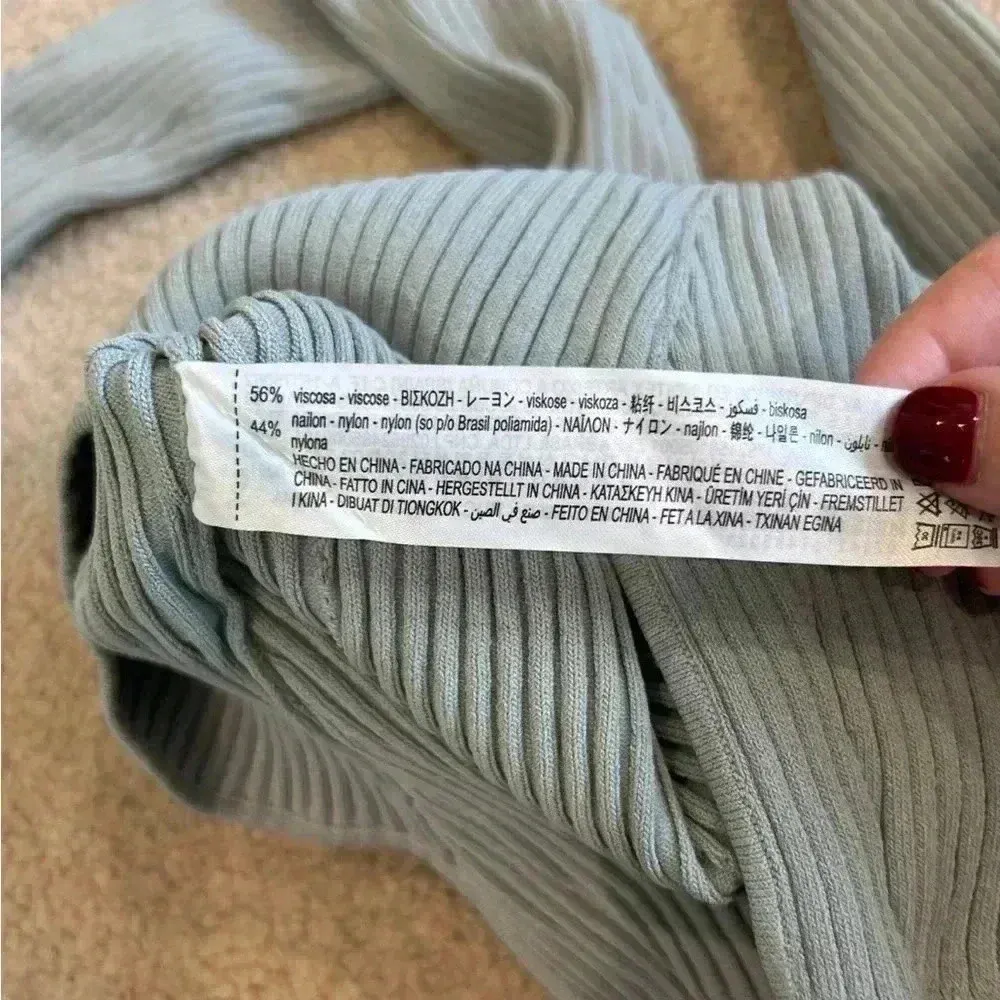 56% viscosa - viscose - ΒΙΣΚΟΖΗ - レーヨン - viskose - viskoza - 粘纤 - 비스코스 - فسكوز - biskosa
44% nailon - nylon - nylon (so p/o Brasil poliamida) - ΝΑΪΛΟΝ - ナイロン - najlon - 锦纶 - 나일론 - nilon - نايلون -
nylona
HECHO EN CHINA - FABRICADO NA CHINA - MADE IN CHINA - FABRIQUÉ EN CHINE - GEFABRICEERD IN
CHINA - FATTO IN CINA - HERGESTELLT IN CHINA - ΚΑΤΑΣΚΕΥΗ ΚΙΝΑ - ÜRETİM YERİ ÇİN - FREMSTILLET
I KINA - DIBUAT DI TIONGKOK - صنع في الصين - FEITO EN CHINA - FET A LA XINA - TXINAN EGINA